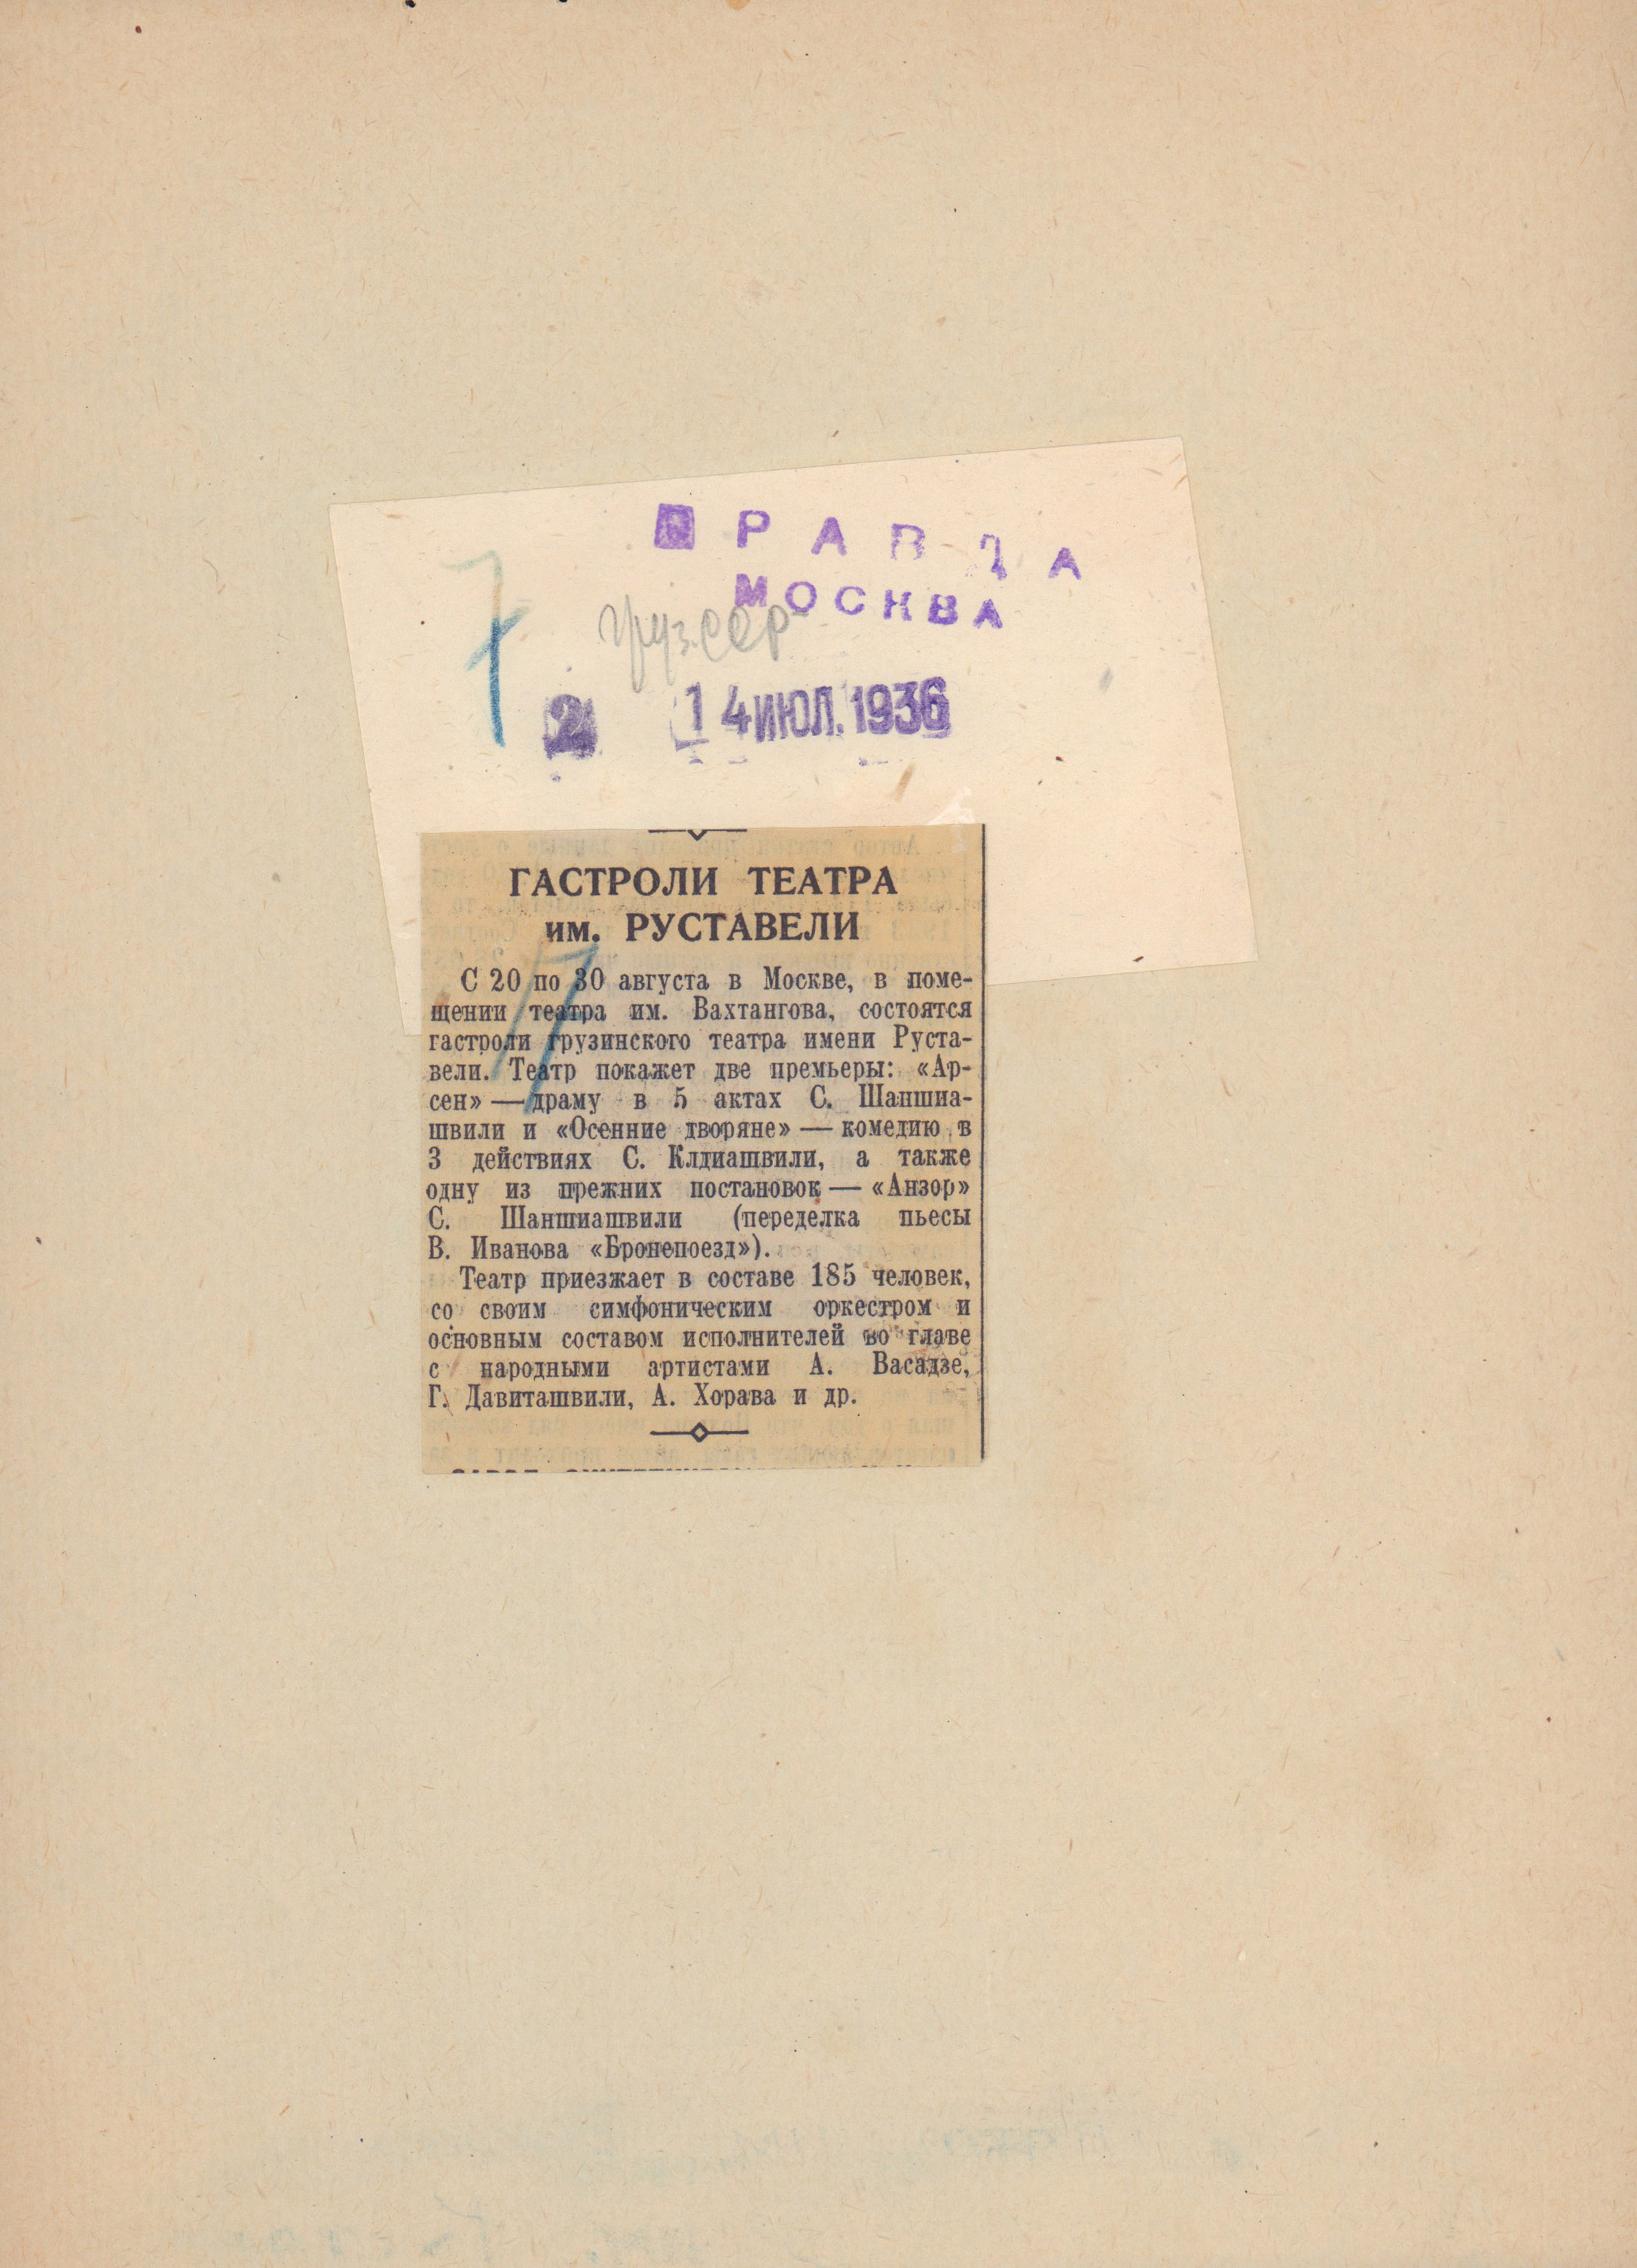 ПРАВДА
МОСКВА
Груз.ССР
7
2 14 ИЮЛ. 1936
ГАСТРОЛИ ТЕАТРА
им. РУСТАВЕЛИ
С 20 по 30 августа в Москве, в поме-
щении театра им. Вахтангова, состоятся
гастроли грузинского театра имени Руста-
вели. Театр покажет две премьеры: «Ар-
сен» — драму в 5 актах С. Шаншиа-
швили и «Осенние дворяне» — комедию в
3 действиях С. Клдиашвили, а также
одну из прежних постановок — «Анзор»
С. Шаншиашвили (переделка пьесы
В. Иванова «Бронепоезд»).
Театр приезжает в составе 185 человек,
со своим симфоническим оркестром и
основным составом исполнителей во главе
с народными артистами А. Васадзе,
Г. Давиташвили, А. Хорава и др.